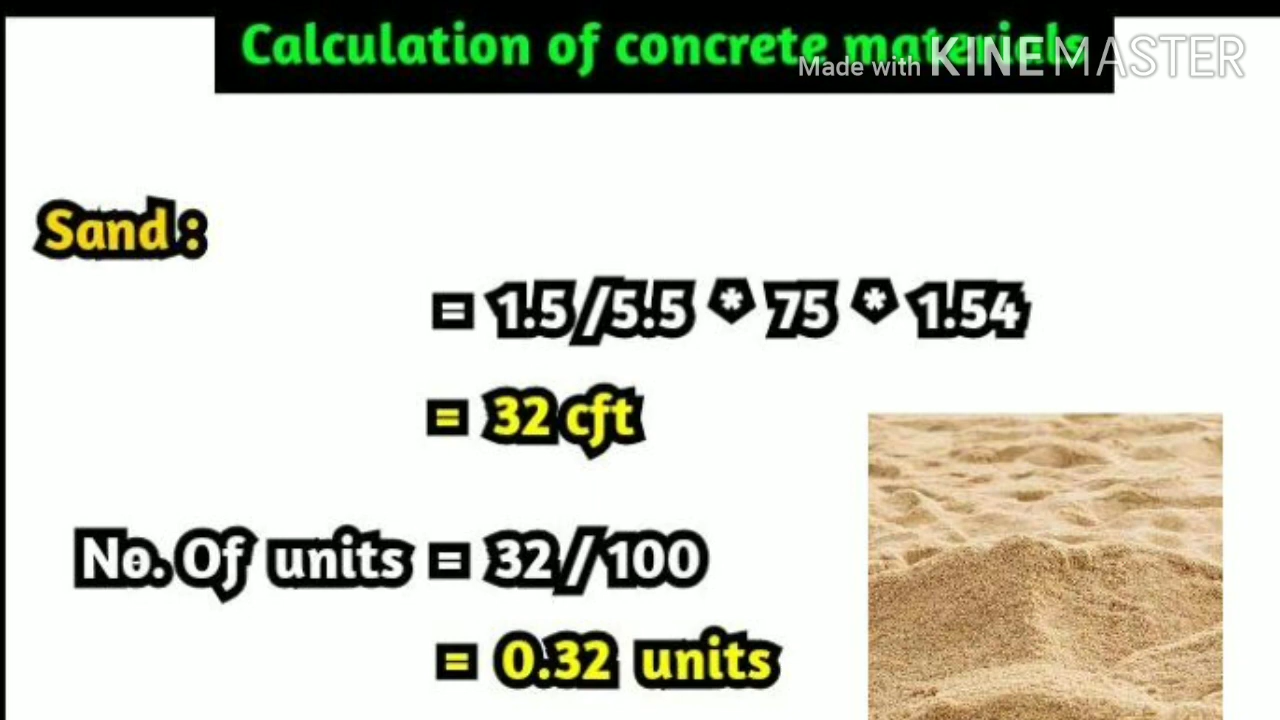 Calculation of concrete materials
Made with KINEMASTER
Sand :
= 1.5/5.5 * 75 * 1.54
= 32 cft
No. Of units = 32/100
= 0.32 units